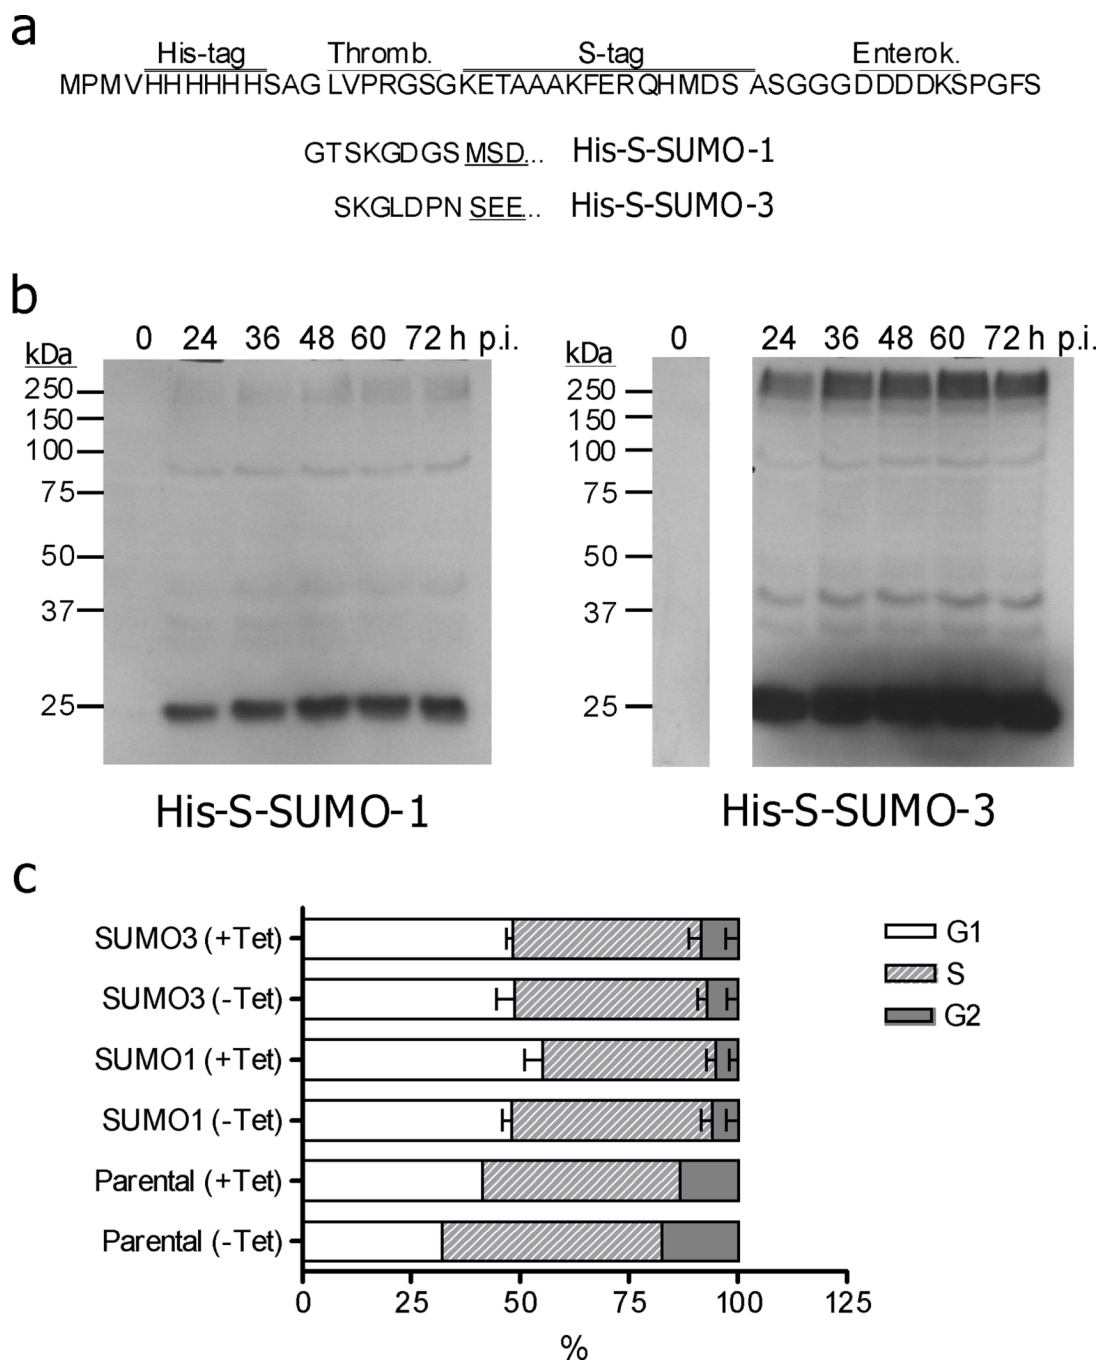 a
His-tag Thromb. S-tag Enterok.
MPMVHHHHHHSAGLVPRGSGKETAAAKFERQHMDSASGGGDDDDKSPGFS
GTSKGDGSMSD... His-S-SUMO-1
SKGLDPNSEE... His-S-SUMO-3
b
0 24 36 48 60 72 h p.i.
kDa
250
150
100
75
50
37
25
His-S-SUMO-1
0 24 36 48 60 72 h p.i.
kDa
250
150
100
75
50
37
25
His-S-SUMO-3
c
SUMO3 (+Tet)
SUMO3 (-Tet)
SUMO1 (+Tet)
SUMO1 (-Tet)
Parental (+Tet)
Parental (-Tet)
0 25 50 75 100 125
%
G1
S
G2